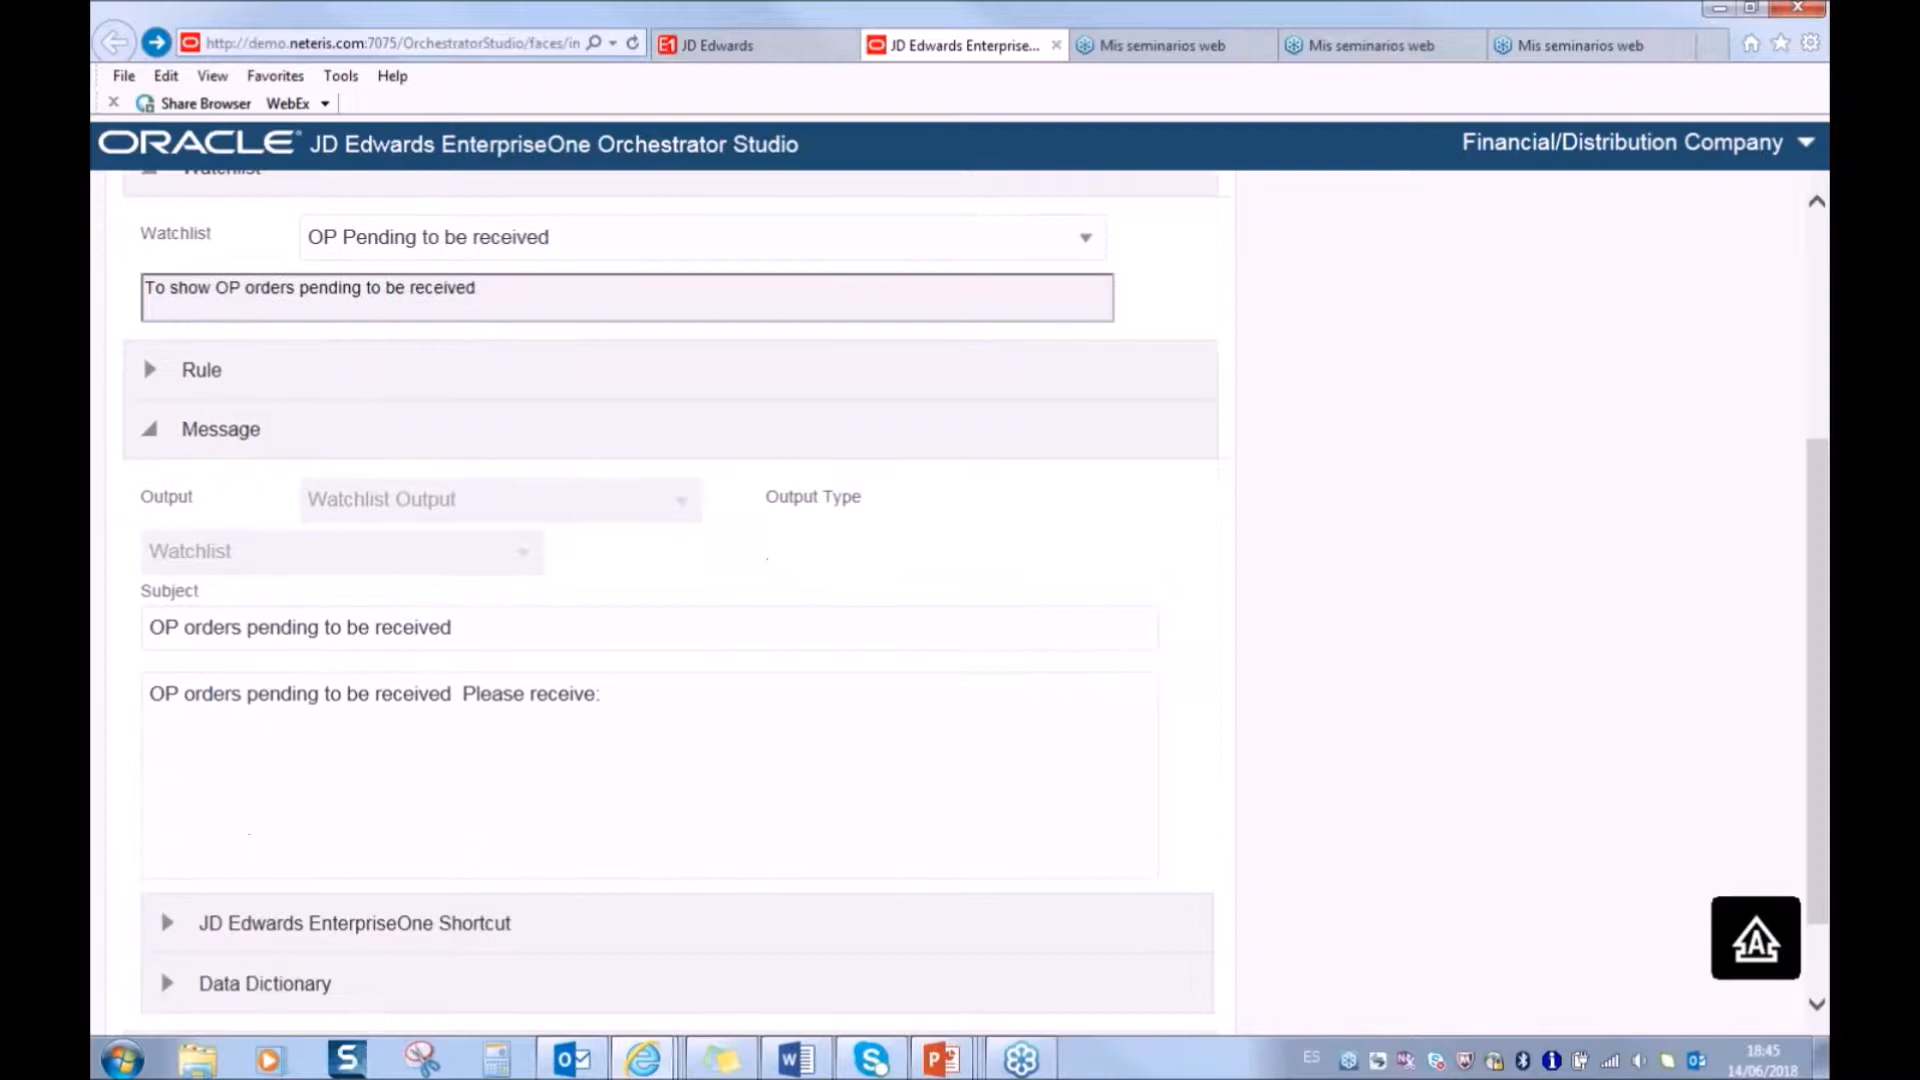 http://demo.neteris.com:7075/OrchestratorStudio/faces/in
JD Edwards
JD Edwards Enterprise...
Mis seminarios web
Mis seminarios web
Mis seminarios web
File Edit View Favorites Tools Help
Share Browser WebEx
ORACLE JD Edwards EnterpriseOne Orchestrator Studio
Financial/Distribution Company
Watchlist
Watchlist
OP Pending to be received
To show OP orders pending to be received
Rule
Message
Output
Watchlist Output
Output Type
Watchlist
Subject
OP orders pending to be received
OP orders pending to be received  Please receive:
JD Edwards EnterpriseOne Shortcut
Data Dictionary
ES
18:45
14/06/2018